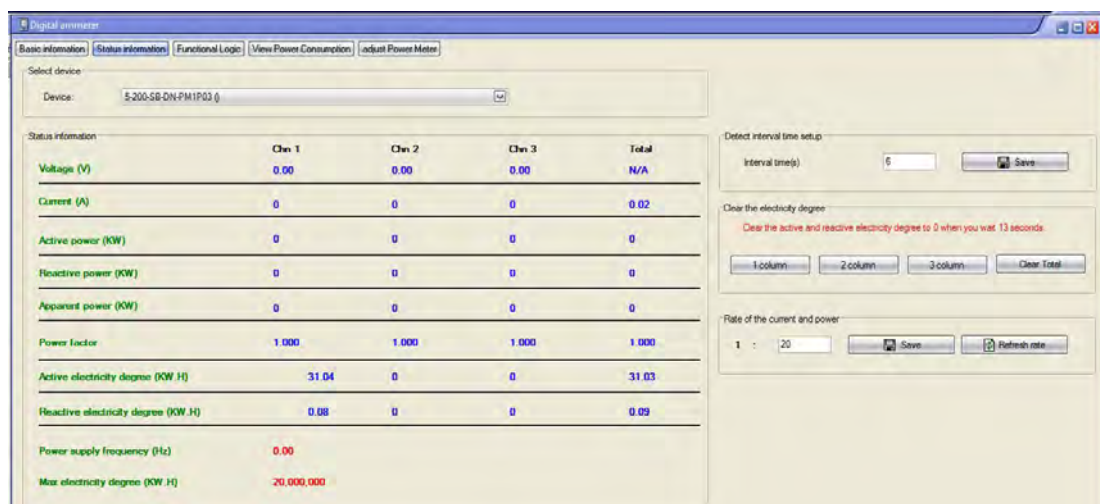 Digital ammeter
Basic information Status information Functional Logic View Power Consumption adjust Power Meter
Select device
Device: 5-200-SB-DN-PM1P03 ()
Status information
Chn 1 Chn 2 Chn 3 Total
Voltage (V) 0.00 0.00 0.00 N/A
Current (A) 0 0 0 0.02
Active power (KW) 0 0 0 0
Reactive power (KW) 0 0 0 0
Apparent power (KW) 0 0 0 0
Power factor 1.000 1.000 1.000 1.000
Active electricity degree (KW.H) 31.04 0 0 31.03
Reactive electricity degree (KW.H) 0.08 0 0 0.09
Power supply frequency (Hz) 0.00
Max electricity degree (KW.H) 20,000,000
Detect interval time setup
Interval time(s) 6 Save
Clear the electricity degree
Clear the active and reactive electricity degree to 0 when you wait 13 seconds.
1 column 2 column 3 column Clear Total
Rate of the current and power
1 : 20 Save Refresh rate